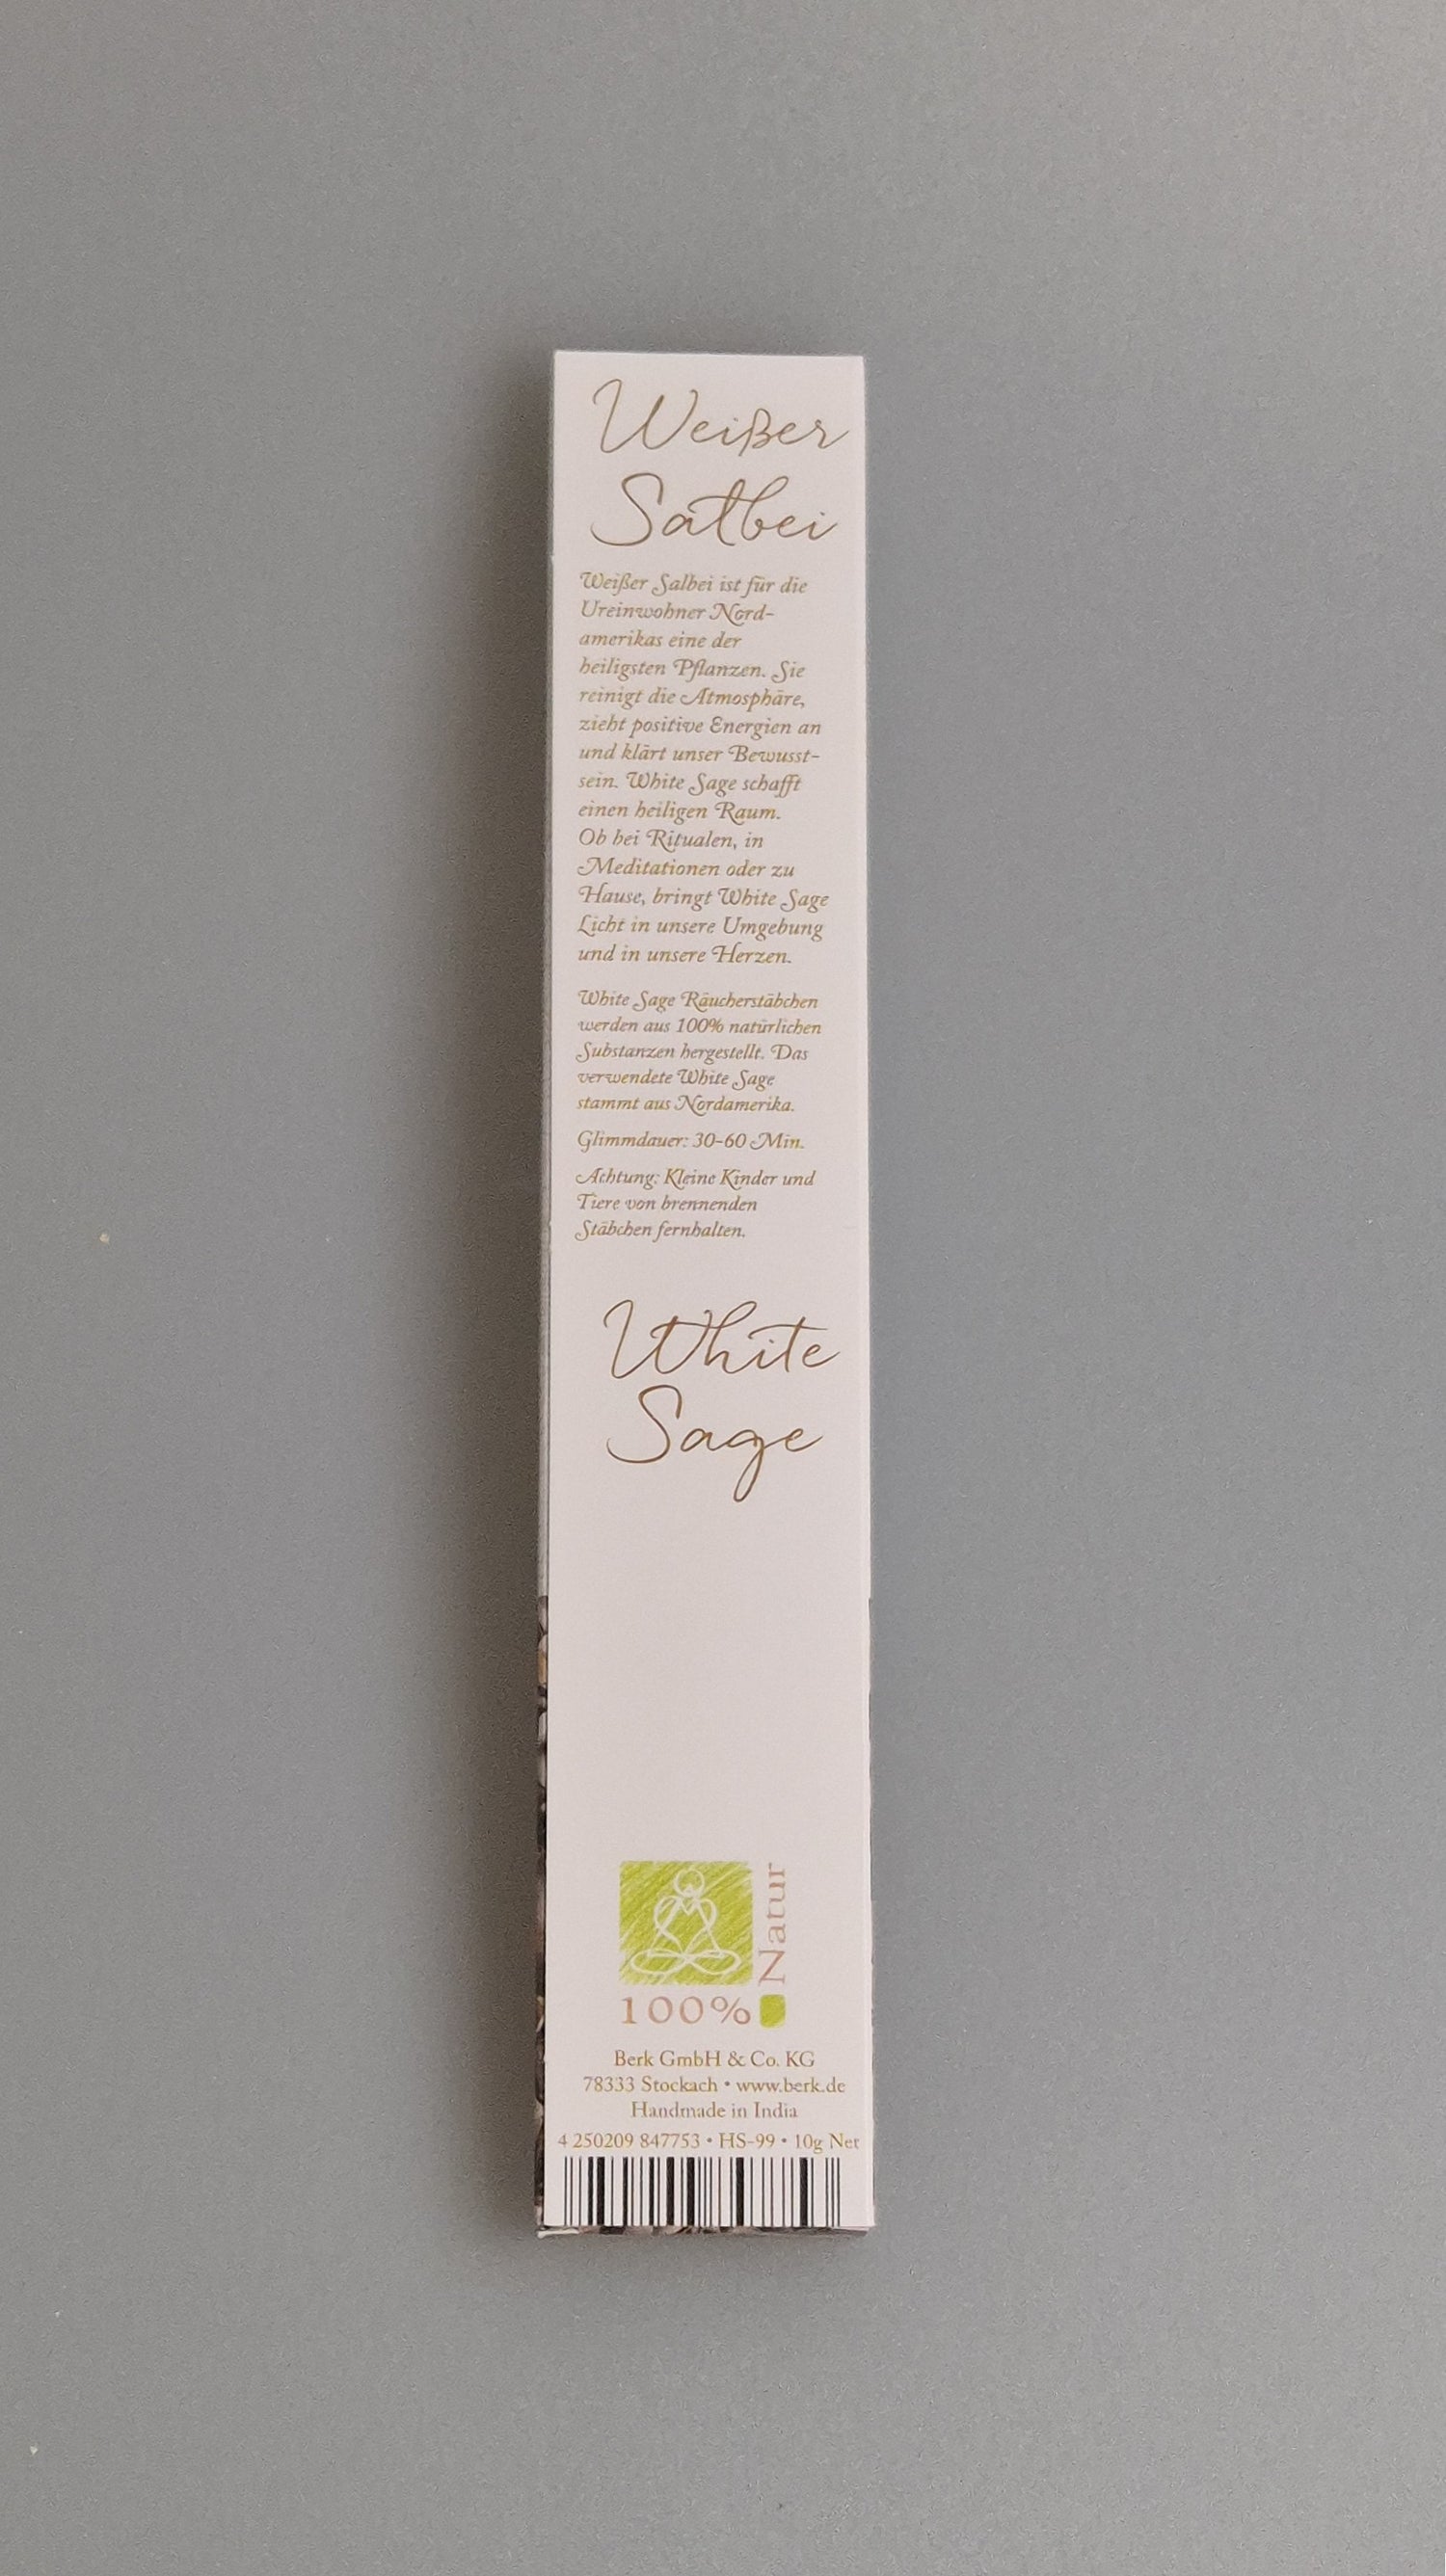 Weißer
Salbei
Weißer Salbei ist für die
Ureinwohner Nord-
amerikas eine der
heiligsten Pflanzen. Sie
reinigt die Atmosphäre,
zieht positive Energien an
und klärt unser Bewusst-
sein. White Sage schafft
einen heiligen Raum.
Ob bei Ritualen, in
Meditationen oder zu
Hause, bringt White Sage
Licht in unsere Umgebung
und in unsere Herzen.
White Sage Räucherstäbchen
werden aus 100% natürlichen
Substanzen hergestellt. Das
verwendete White Sage
stammt aus Nordamerika.
Glimmdauer: 30-60 Min.
Achtung: Kleine Kinder und
Tiere von brennenden
Stäbchen fernhalten.
White
Sage
Natur
100%
Berk GmbH & Co. KG
78333 Stockach • www.berk.de
Handmade in India
4 250209 847753 • HS-99 • 10g Net